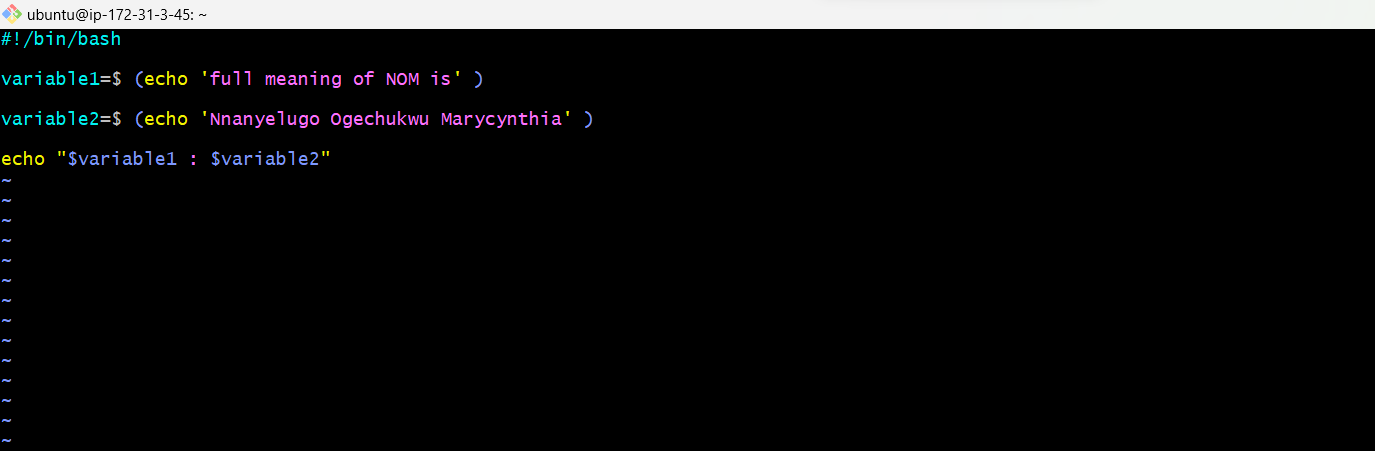 ubuntu@ip-172-31-3-45: ~
#!/bin/bash
variable1=$ (echo 'full meaning of NOM is' )
variable2=$ (echo 'Nnanyelugo Ogechukwu Marycynthia' )
echo "$variable1 : $variable2"
~
~
~
~
~
~
~
~
~
~
~
~
~
~